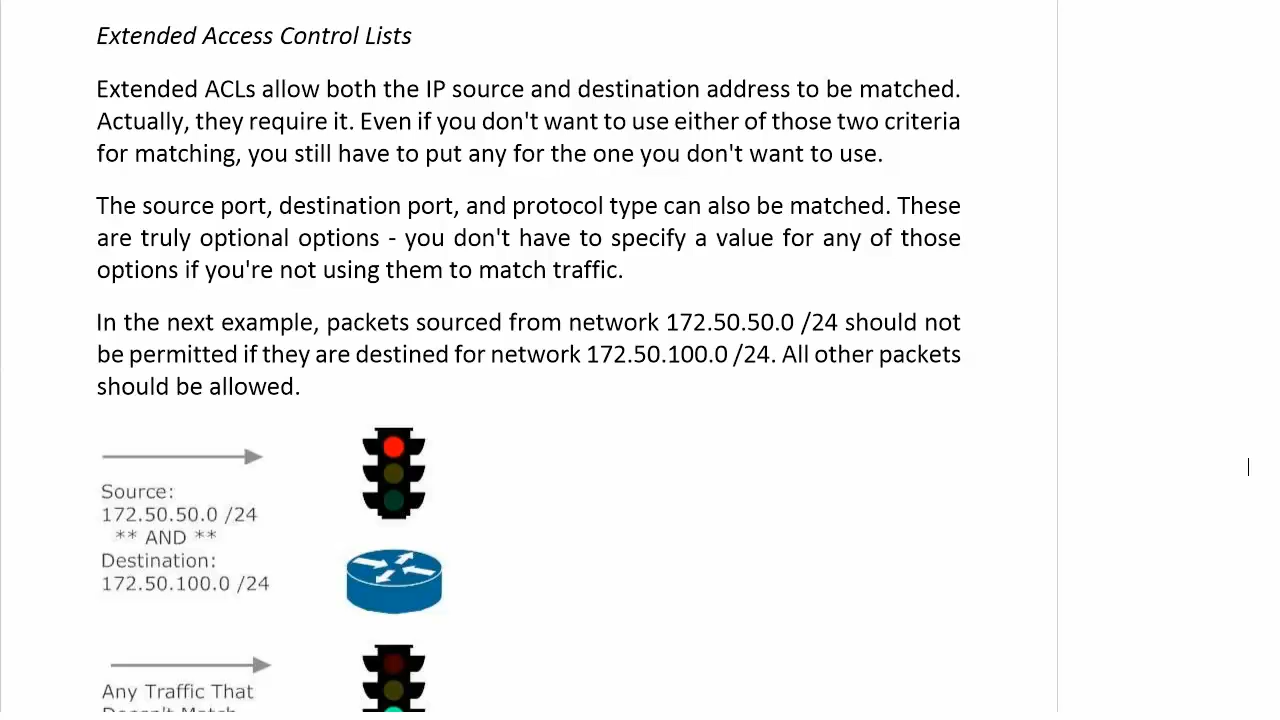 Extended Access Control Lists
Extended ACLs allow both the IP source and destination address to be matched.
Actually, they require it. Even if you don't want to use either of those two criteria
for matching, you still have to put any for the one you don't want to use.
The source port, destination port, and protocol type can also be matched. These
are truly optional options - you don't have to specify a value for any of those
options if you're not using them to match traffic.
In the next example, packets sourced from network 172.50.50.0 /24 should not
be permitted if they are destined for network 172.50.100.0 /24. All other packets
should be allowed.
Source:
172.50.50.0 /24
** AND **
Destination:
172.50.100.0 /24
Any Traffic That
Doesn't Match